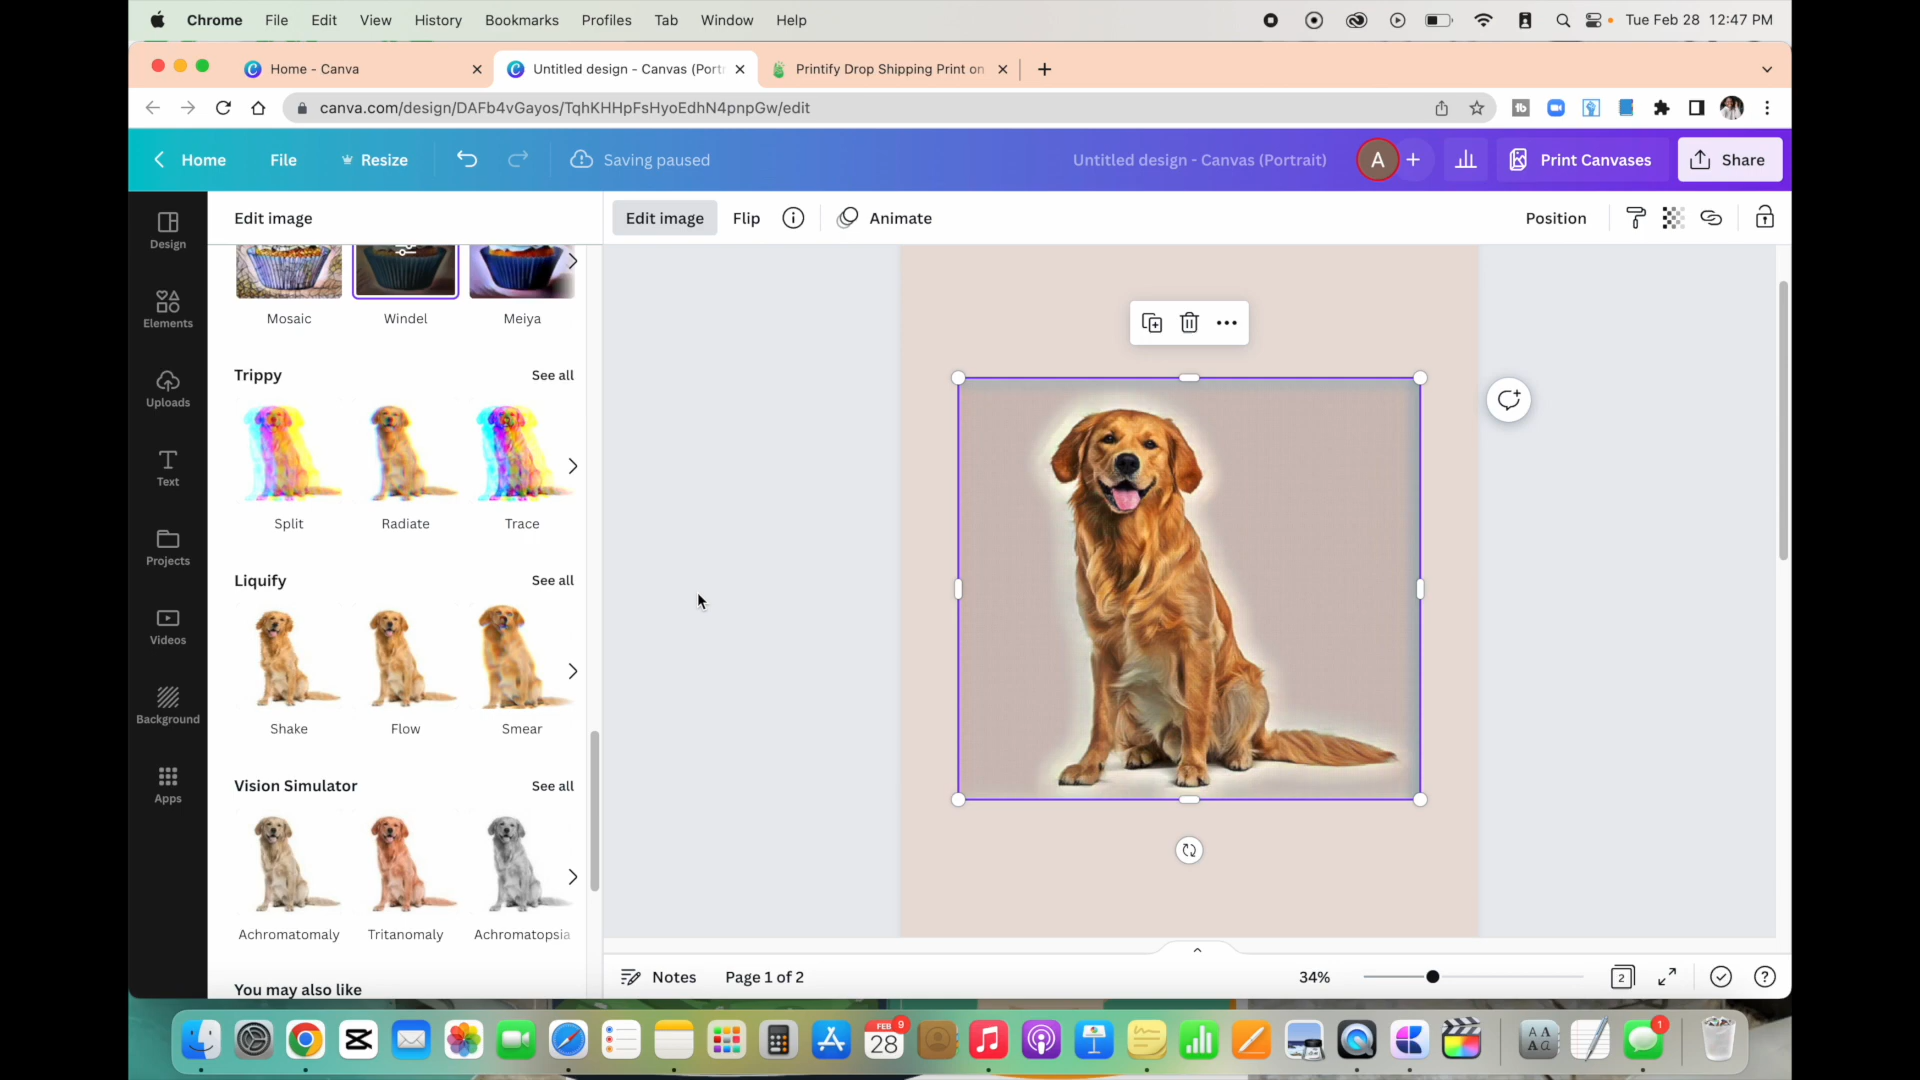 Chrome File Edit View History Bookmarks Profiles Tab Window Help Tue Feb 28 12:47 PM
Home - Canva Untitled design - Canvas (Port Printify Drop Shipping Print on
canva.com/design/DAFb4vGayos/TqhKHHpFsHyoEdhN4pnpGw/edit
Home File Resize Saving paused Untitled design - Canvas (Portrait) A Print Canvases Share
Edit image
Edit image Flip Animate Position
Design
Elements
Uploads
Text
Projects
Videos
Background
Apps
Mosaic Windel Meiya
Trippy See all
Split Radiate Trace
Liquify See all
Shake Flow Smear
Vision Simulator See all
Achromatomaly Tritanomaly Achromatopsia
You may also like
Notes Page 1 of 2 34% 2
FEB 9
28
1